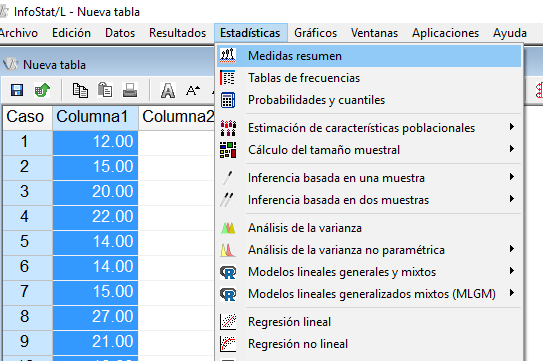 InfoStat/L - Nueva tabla
Archivo Edición Datos Resultados Estadísticas Gráficos Ventanas Aplicaciones Ayuda
Nueva tabla
Medidas resumen
Tablas de frecuencias
Probabilidades y cuantiles
Estimación de características poblacionales
Cálculo del tamaño muestral
Inferencia basada en una muestra
Inferencia basada en dos muestras
Análisis de la varianza
Análisis de la varianza no paramétrica
Modelos lineales generales y mixtos
Modelos lineales generalizados mixtos (MLGM)
Regresión lineal
Regresión no lineal
A A
Caso Columna1 Columna2
1 12.00
2 15.00
3 20.00
4 22.00
5 14.00
6 14.00
7 15.00
8 27.00
9 21.00